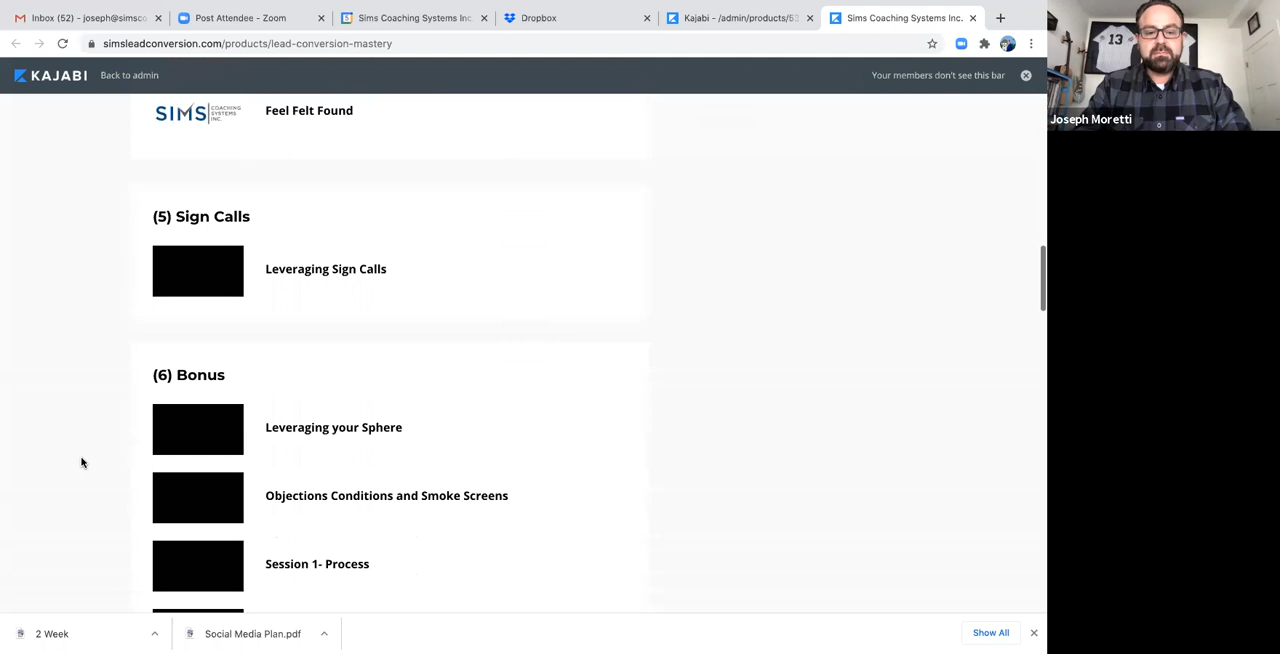 Inbox (52) - joseph@simsco
Post Attendee - Zoom
Sims Coaching Systems Inc.
Dropbox
Kajabi - /admin/products/53
Sims Coaching Systems Inc.
simsleadconversion.com/products/lead-conversion-mastery
KAJABI
Back to admin
Your members don't see this bar
SIMS COACHING SYSTEMS INC.
Feel Felt Found
(5) Sign Calls
Leveraging Sign Calls
(6) Bonus
Leveraging your Sphere
Objections Conditions and Smoke Screens
Session 1- Process
2 Week
Social Media Plan.pdf
Show All
13
Joseph Moretti